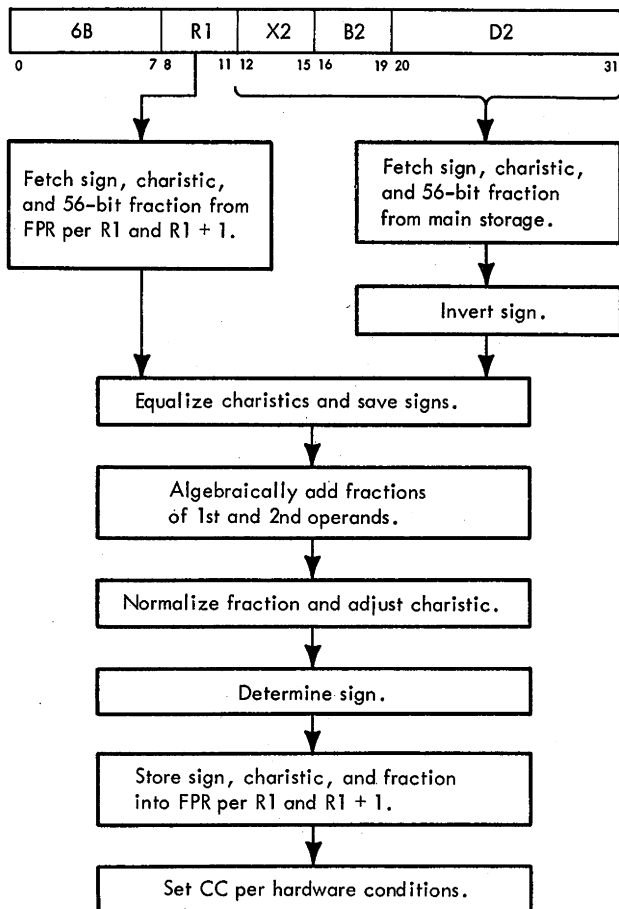 6B R1 X2 B2 D2
0 7 8 11 12 15 16 19 20 31
Fetch sign, charistic,
and 56-bit fraction from
FPR per R1 and R1 + 1.
Fetch sign, charistic,
and 56-bit fraction
from main storage.
Invert sign.
Equalize charistics and save signs.
Algebraically add fractions
of 1st and 2nd operands.
Normalize fraction and adjust charistic.
Determine sign.
Store sign, charistic, and fraction
into FPR per R1 and R1 + 1.
Set CC per hardware conditions.